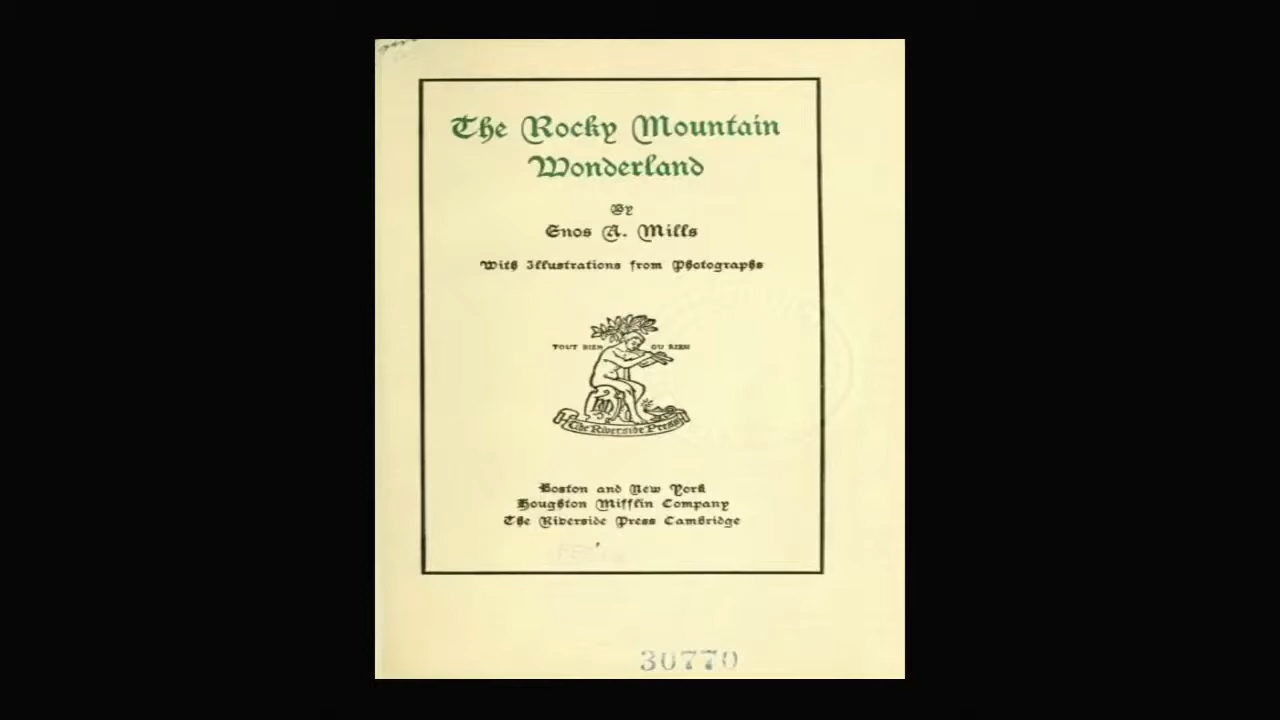 The Rocky Mountain
Wonderland
By
Enos A. Mills
With Illustrations from Photographs
TOUT BIEN OU RIEN
The Riverside Press
Boston and New York
Houghton Mifflin Company
The Riverside Press Cambridge
30770